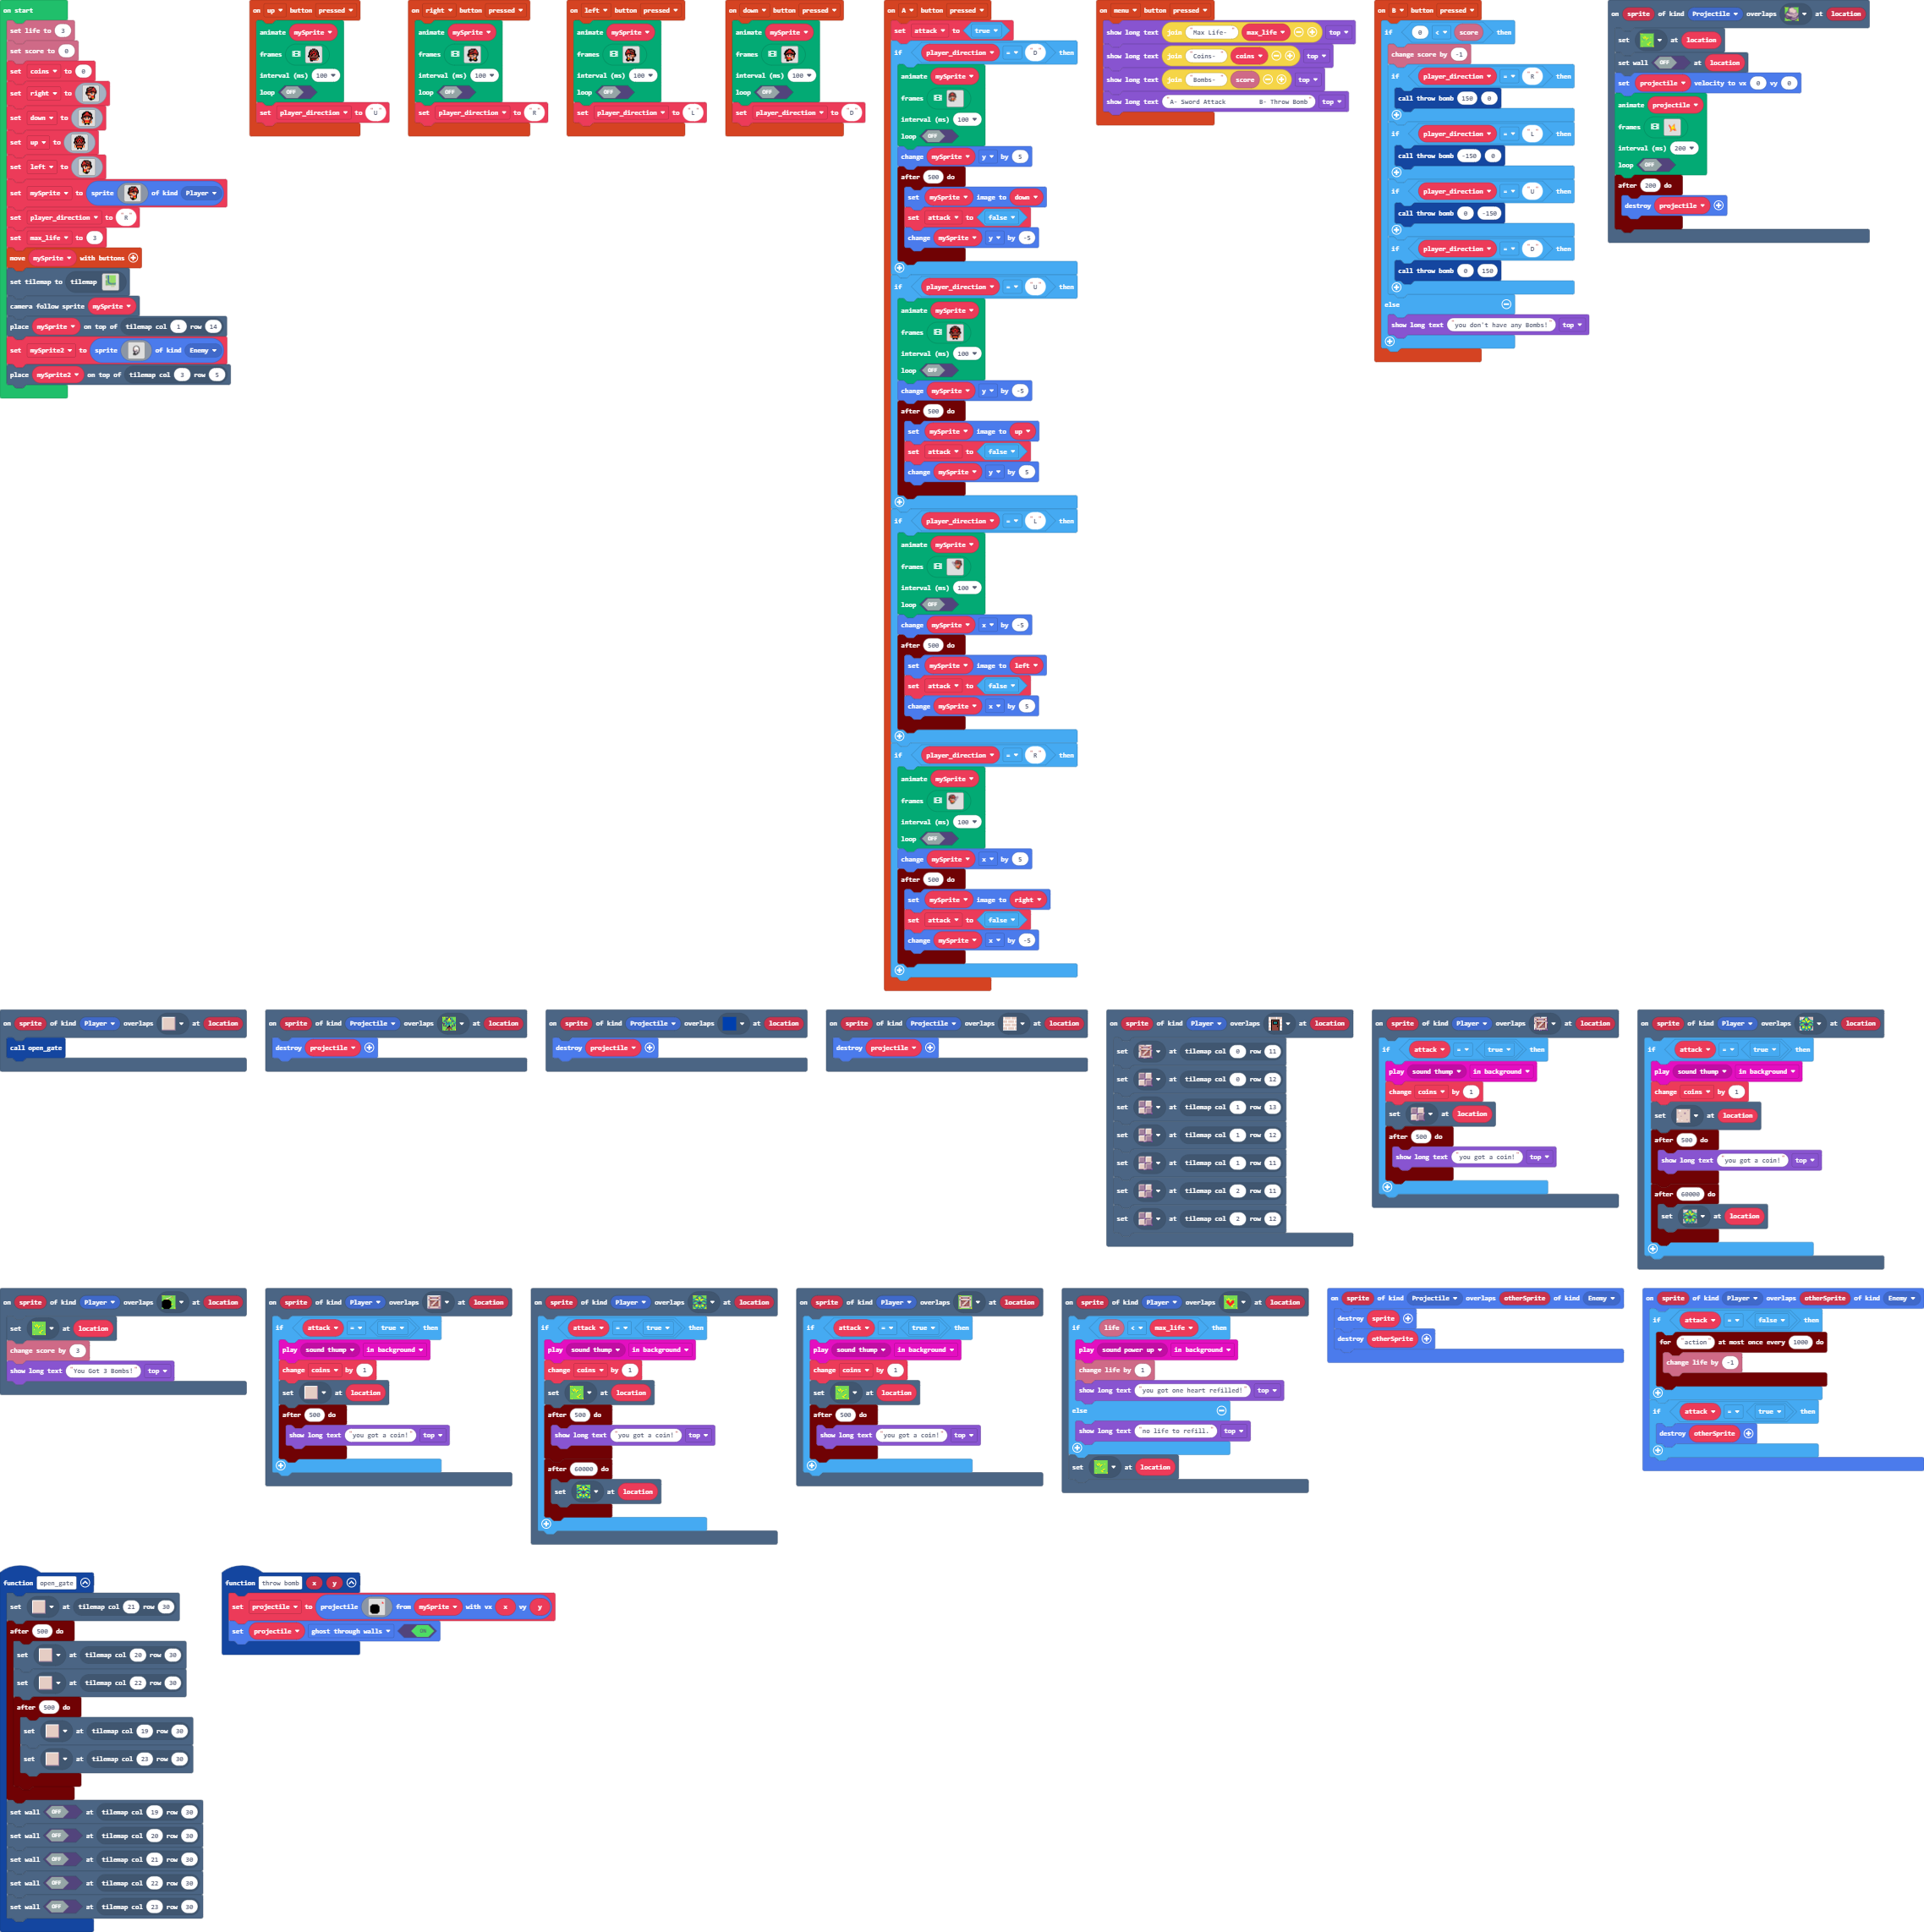 on start
set life to 3
set score to 0
set coins to 0
set right to
set down to
set up to
set left to
set mySprite to sprite of kind Player
set player_direction to "R"
set max_life to 3
move mySprite with buttons
set tilemap to tilemap
camera follow sprite mySprite
place mySprite on top of tilemap col 1 row 14
set mySprite2 to sprite of kind Enemy
place mySprite2 on top of tilemap col 3 row 5
on up button pressed
animate mySprite
frames
interval (ms) 100
loop OFF
set player_direction to "U"
on right button pressed
animate mySprite
frames
interval (ms) 100
loop OFF
set player_direction to "R"
on left button pressed
animate mySprite
frames
interval (ms) 100
loop OFF
set player_direction to "L"
on down button pressed
animate mySprite
frames
interval (ms) 100
loop OFF
set player_direction to "D"
on A button pressed
set attack to true
if player_direction = "D" then
animate mySprite
frames
interval (ms) 100
loop OFF
change mySprite y by 5
after 500 do
set mySprite image to down
set attack to false
change mySprite y by -5
if player_direction = "U" then
animate mySprite
frames
interval (ms) 100
loop OFF
change mySprite y by -5
after 500 do
set mySprite image to up
set attack to false
change mySprite y by 5
if player_direction = "L" then
animate mySprite
frames
interval (ms) 100
loop OFF
change mySprite x by -5
after 500 do
set mySprite image to left
set attack to false
change mySprite x by 5
if player_direction = "R" then
animate mySprite
frames
interval (ms) 100
loop OFF
change mySprite x by 5
after 500 do
set mySprite image to right
set attack to false
change mySprite x by -5
on menu button pressed
show long text join "Max Life- " max_life top
show long text join "Coins- " coins top
show long text join "Bombs- " score top
show long text "A- Sword Attack B- Throw Bomb" top
on B button pressed
if 0 < score then
change score by -1
if player_direction = "R" then
call throw bomb 150 0
if player_direction = "L" then
call throw bomb -150 0
if player_direction = "U" then
call throw bomb 0 -150
if player_direction = "D" then
call throw bomb 0 150
else
show long text "you don't have any Bombs!" top
on sprite of kind Projectile overlaps at location
set at location
set wall OFF at location
set projectile velocity to vx 0 vy 0
animate projectile
frames
interval (ms) 200
loop OFF
after 200 do
destroy projectile
on sprite of kind Player overlaps at location
call open_gate
on sprite of kind Projectile overlaps at location
destroy projectile
on sprite of kind Projectile overlaps at location
destroy projectile
on sprite of kind Projectile overlaps at location
destroy projectile
on sprite of kind Player overlaps at location
set at tilemap col 0 row 11
set at tilemap col 0 row 12
set at tilemap col 1 row 13
set at tilemap col 1 row 12
set at tilemap col 1 row 11
set at tilemap col 2 row 11
set at tilemap col 2 row 12
on sprite of kind Player overlaps at location
if attack = true then
play sound thump in background
change coins by 1
set at location
after 500 do
show long text "you got a coin!" top
on sprite of kind Player overlaps at location
if attack = true then
play sound thump in background
change coins by 1
set at location
after 500 do
show long text "you got a coin!" top
after 60000 do
set at location
on sprite of kind Player overlaps at location
set at location
change score by 3
show long text "You Got 3 Bombs!" top
on sprite of kind Player overlaps at location
if attack = true then
play sound thump in background
change coins by 1
set at location
after 500 do
show long text "you got a coin!" top
on sprite of kind Player overlaps at location
if attack = true then
play sound thump in background
change coins by 1
set at location
after 500 do
show long text "you got a coin!" top
after 60000 do
set at location
on sprite of kind Player overlaps at location
if attack = true then
play sound thump in background
change coins by 1
set at location
after 500 do
show long text "you got a coin!" top
on sprite of kind Player overlaps at location
if life < max_life then
play sound power up in background
change life by 1
show long text "you got one heart refilled!" top
else
show long text "no life to refill." top
set at location
on sprite of kind Projectile overlaps otherSprite of kind Enemy
destroy sprite
destroy otherSprite
on sprite of kind Player overlaps otherSprite of kind Enemy
if attack = false then
for "action" at most once every 1000 do
change life by -1
if attack = true then
destroy otherSprite
function open_gate
set at tilemap col 21 row 30
after 500 do
set at tilemap col 20 row 30
set at tilemap col 22 row 30
after 500 do
set at tilemap col 19 row 30
set at tilemap col 23 row 30
set wall OFF at tilemap col 19 row 30
set wall OFF at tilemap col 20 row 30
set wall OFF at tilemap col 21 row 30
set wall OFF at tilemap col 22 row 30
set wall OFF at tilemap col 23 row 30
function throw bomb x y
set projectile to projectile from mySprite with vx x vy y
set projectile ghost through walls ON